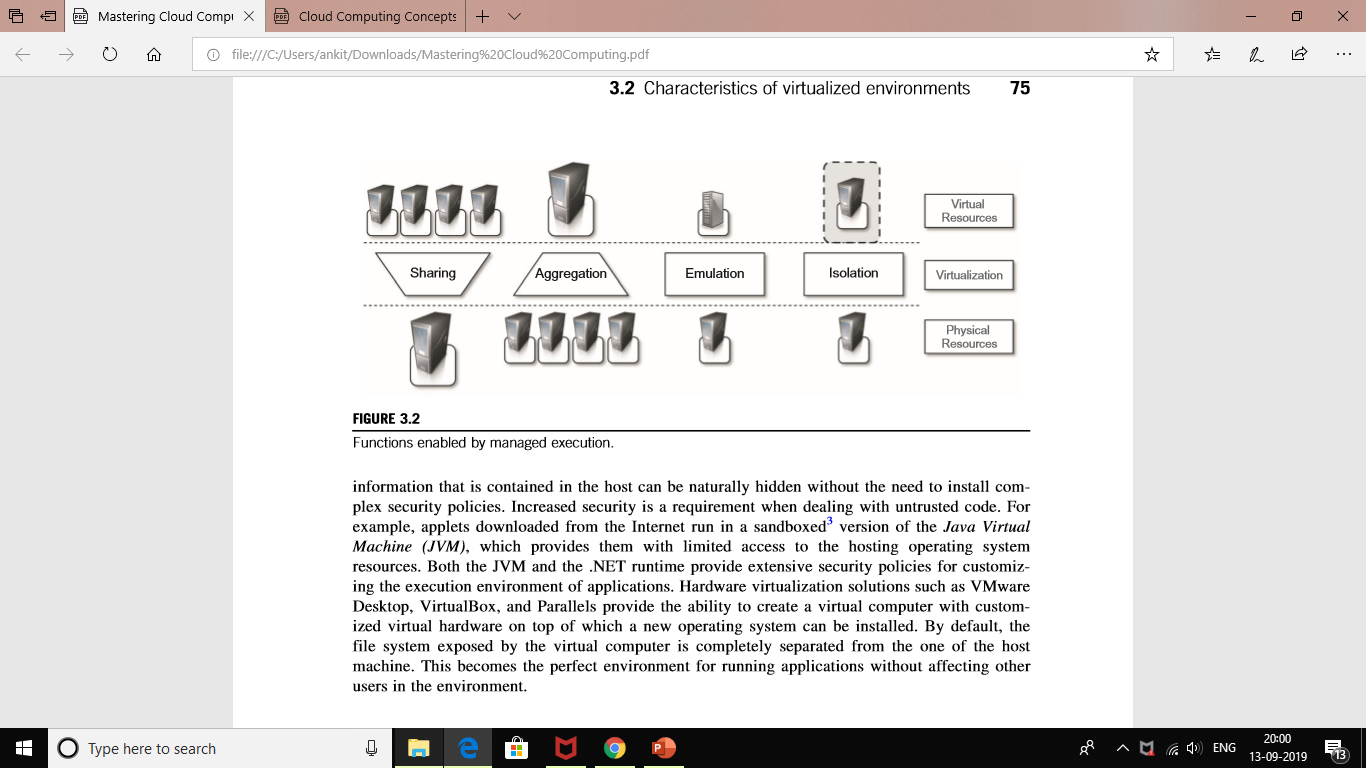 Mastering Cloud Compu
Cloud Computing Concepts
file:///C:/Users/ankit/Downloads/Mastering%20Cloud%20Computing.pdf
3.2 Characteristics of virtualized environments 75
Virtual
Resources
Sharing
Aggregation
Emulation
Isolation
Virtualization
Physical
Resources
FIGURE 3.2
Functions enabled by managed execution.
information that is contained in the host can be naturally hidden without the need to install com-
plex security policies. Increased security is a requirement when dealing with untrusted code. For
example, applets downloaded from the Internet run in a sandboxed3 version of the Java Virtual
Machine (JVM), which provides them with limited access to the hosting operating system
resources. Both the JVM and the .NET runtime provide extensive security policies for customiz-
ing the execution environment of applications. Hardware virtualization solutions such as VMware
Desktop, VirtualBox, and Parallels provide the ability to create a virtual computer with custom-
ized virtual hardware on top of which a new operating system can be installed. By default, the
file system exposed by the virtual computer is completely separated from the one of the host
machine. This becomes the perfect environment for running applications without affecting other
users in the environment.
Type here to search
ENG
20:00
13-09-2019
13